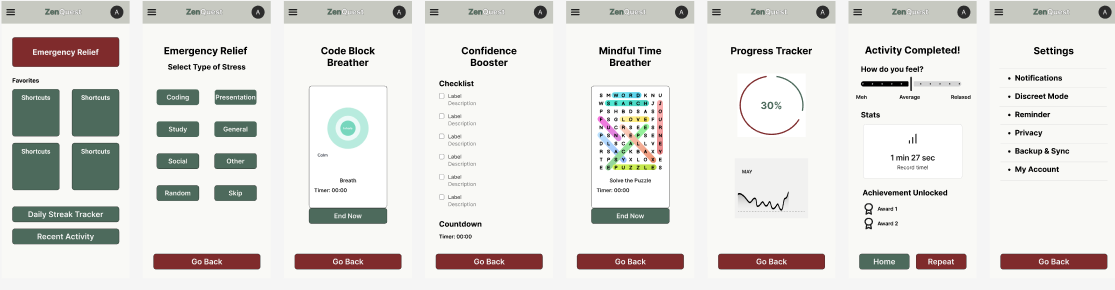 ZenQuest
A
Emergency Relief
Favorites
Shortcuts
Shortcuts
Shortcuts
Shortcuts
Daily Streak Tracker
Recent Activity
ZenQuest
A
Emergency Relief
Select Type of Stress
Coding
Presentation
Study
General
Social
Other
Random
Skip
Go Back
ZenQuest
A
Code Block
Breather
Calm
Breath
Timer: 00:00
End Now
Go Back
ZenQuest
A
Confidence
Booster
Checklist
Label
Description
Label
Description
Label
Description
Label
Description
Label
Description
Label
Description
Countdown
Timer: 00:00
Go Back
ZenQuest
A
Mindful Time
Breather
Solve the Puzzle
Timer: 00:00
End Now
Go Back
ZenQuest
A
Progress Tracker
30%
MAY
Go Back
ZenQuest
A
Activity Completed!
How do you feel?
Meh
Average
Relaxed
Stats
1 min 27 sec
Record time!
Achievement Unlocked
Award 1
Award 2
Home
Repeat
ZenQuest
A
Settings
• Notifications
• Discreet Mode
• Reminder
• Privacy
• Backup & Sync
• My Account
Go Back